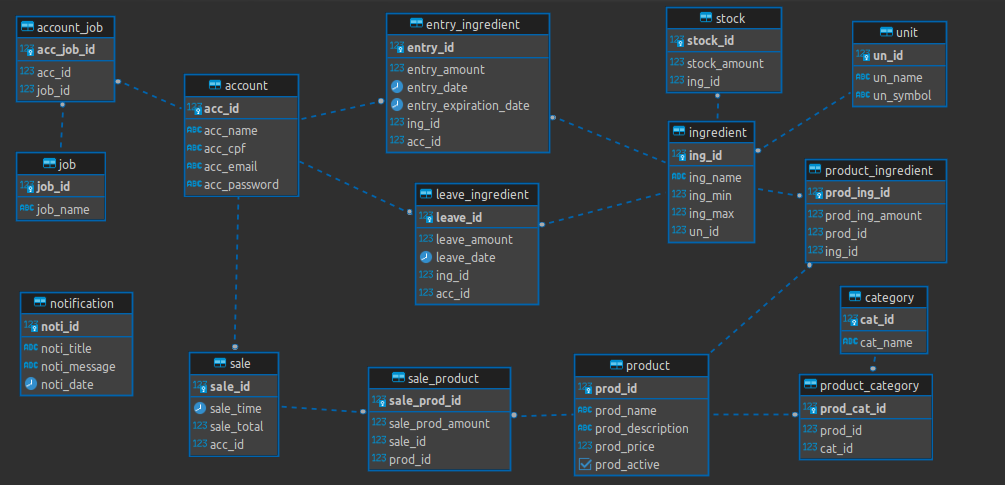 account_job
123 acc_job_id
123 acc_id
123 job_id
job
123 job_id
ABC job_name
account
123 acc_id
ABC acc_name
ABC acc_cpf
ABC acc_email
ABC acc_password
entry_ingredient
123 entry_id
123 entry_amount
entry_date
entry_expiration_date
123 ing_id
123 acc_id
leave_ingredient
123 leave_id
123 leave_amount
leave_date
123 ing_id
123 acc_id
stock
123 stock_id
123 stock_amount
123 ing_id
unit
123 un_id
ABC un_name
ABC un_symbol
ingredient
123 ing_id
ABC ing_name
123 ing_min
123 ing_max
123 un_id
product_ingredient
123 prod_ing_id
123 prod_ing_amount
123 prod_id
123 ing_id
notification
123 noti_id
ABC noti_title
ABC noti_message
noti_date
sale
123 sale_id
sale_time
123 sale_total
123 acc_id
sale_product
123 sale_prod_id
123 sale_prod_amount
123 sale_id
123 prod_id
product
123 prod_id
ABC prod_name
ABC prod_description
123 prod_price
prod_active
category
123 cat_id
ABC cat_name
product_category
123 prod_cat_id
123 prod_id
123 cat_id